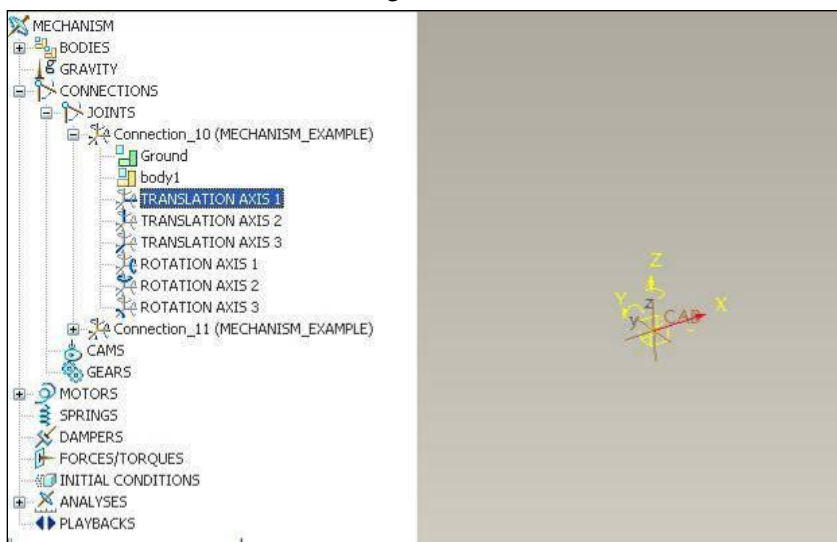 MECHANISM
BODIES
GRAVITY
CONNECTIONS
JOINTS
Connection_10 (MECHANISM_EXAMPLE)
Ground
body1
TRANSLATION AXIS 1
TRANSLATION AXIS 2
TRANSLATION AXIS 3
ROTATION AXIS 1
ROTATION AXIS 2
ROTATION AXIS 3
Connection_11 (MECHANISM_EXAMPLE)
CAMS
GEARS
MOTORS
SPRINGS
DAMPERS
FORCES/TORQUES
INITIAL CONDITIONS
ANALYSES
PLAYBACKS
Z
Y z X
y CAB